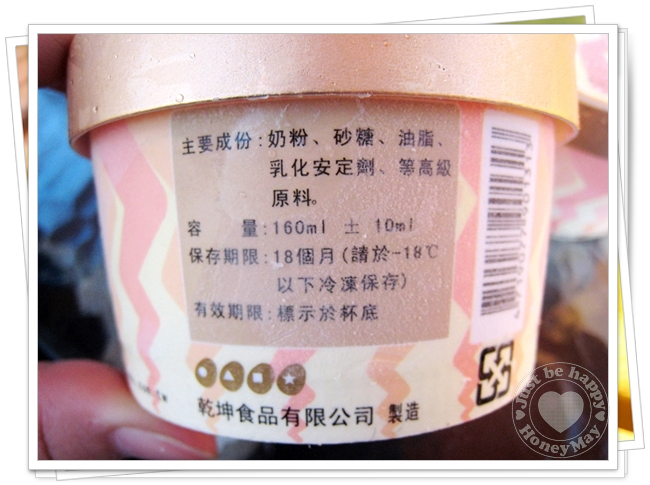 主要成份:奶粉、砂糖、油脂、
乳化安定劑、等高級
原料。
容 量:160ml ± 10ml
保存期限:18個月(請於-18℃
以下冷凍保存)
有效期限:標示於杯底
乾坤食品有限公司 製造
Just be happy
HoneyMay